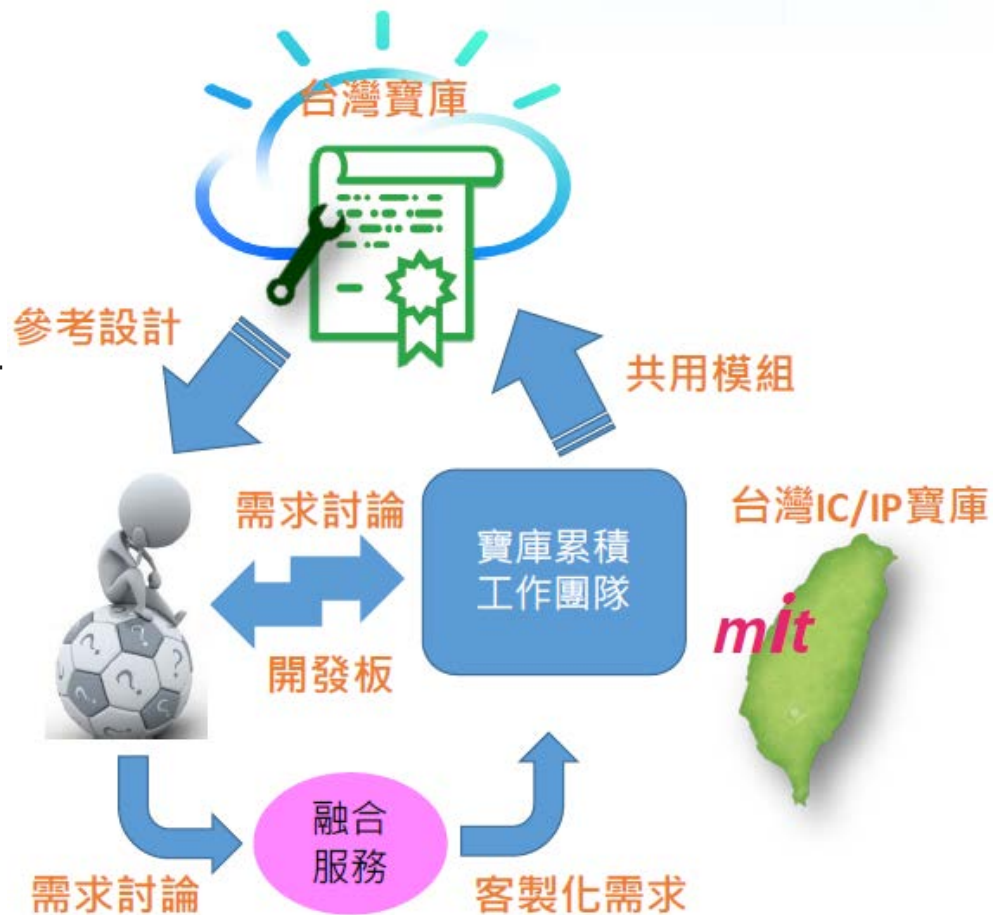 台灣寶庫
參考設計
共用模組
需求討論
寶庫累積
工作團隊
台灣IC/IP寶庫
mit
開發板
融合
服務
需求討論
客製化需求